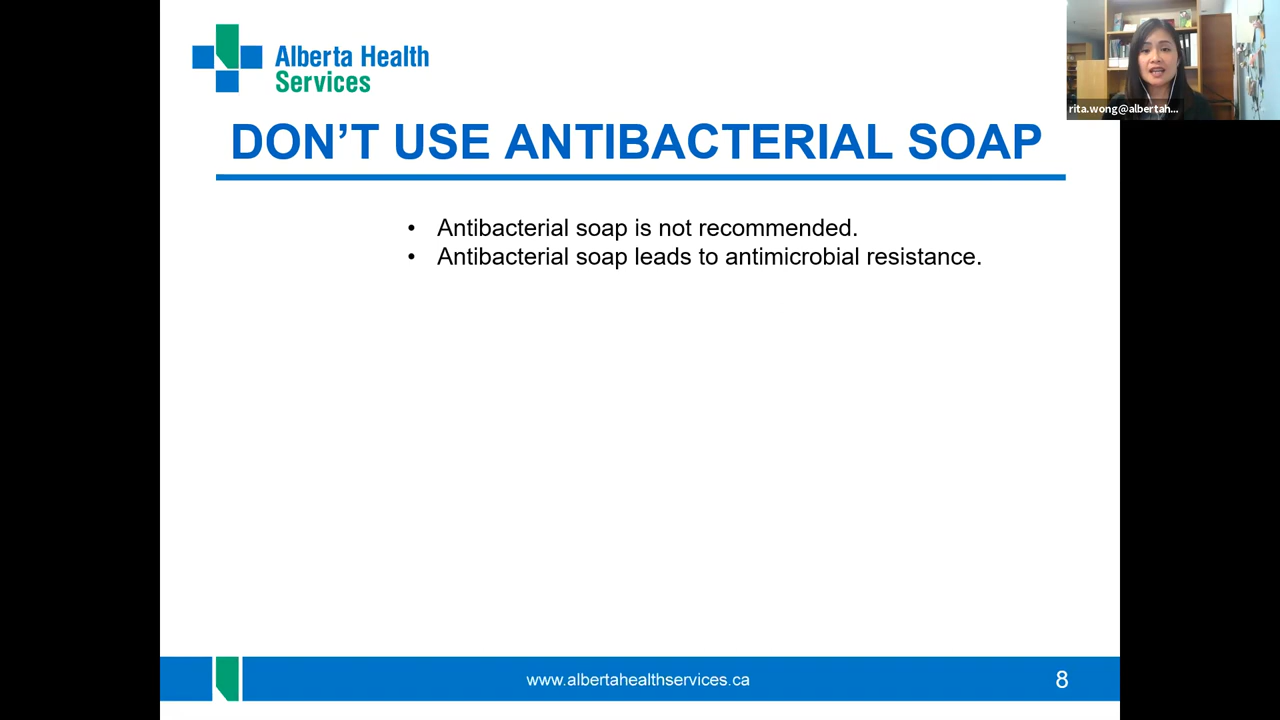 Alberta Health
Services
rita.wong@albertah...
DON'T USE ANTIBACTERIAL SOAP
• Antibacterial soap is not recommended.
• Antibacterial soap leads to antimicrobial resistance.
www.albertahealthservices.ca
8